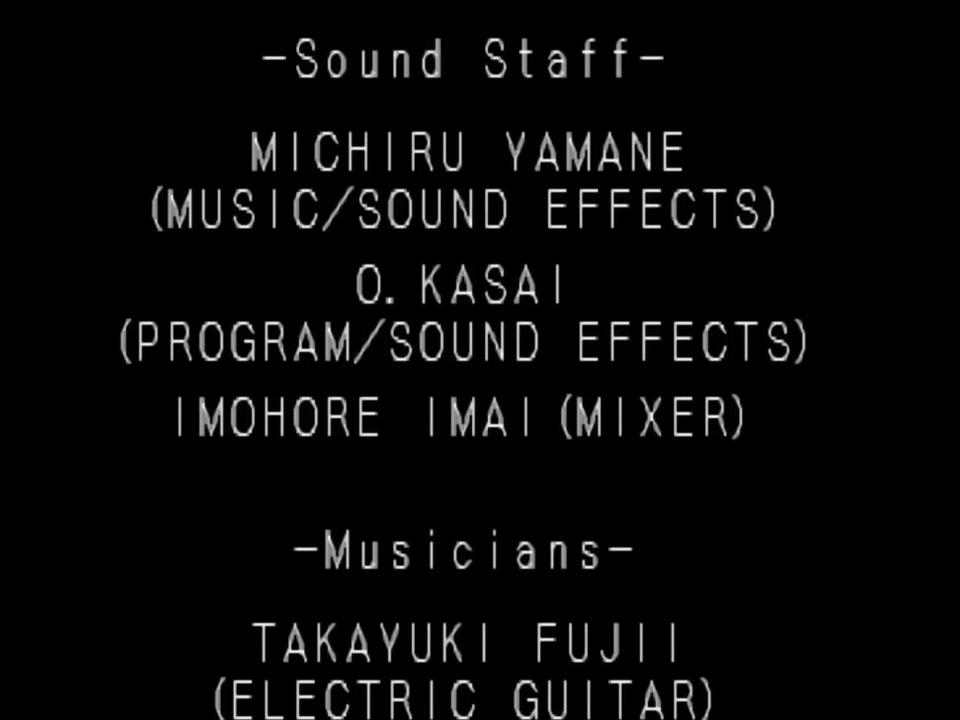 -Sound Staff-
MICHIRU YAMANE
(MUSIC/SOUND EFFECTS)
O. KASAI
(PROGRAM/SOUND EFFECTS)
IMOHORE IMAI (MIXER)
-Musicians-
TAKAYUKI FUJII
(ELECTRIC GUITAR)